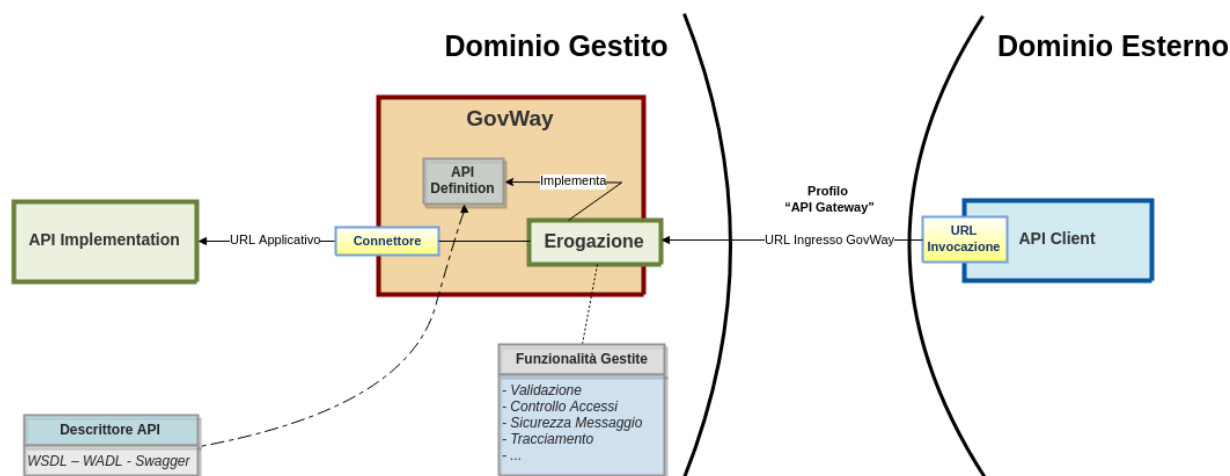 Dominio Gestito
Dominio Esterno
GovWay
API
Definition
Implementa
Profilo
“API Gateway”
API Implementation
URL Applicativo
Connettore
Erogazione
URL Ingresso GovWay
URL
Invocazione
API Client
Funzionalità Gestite
- Validazione
- Controllo Accessi
- Sicurezza Messaggio
- Tracciamento
- ...
Descrittore API
WSDL – WADL - Swagger